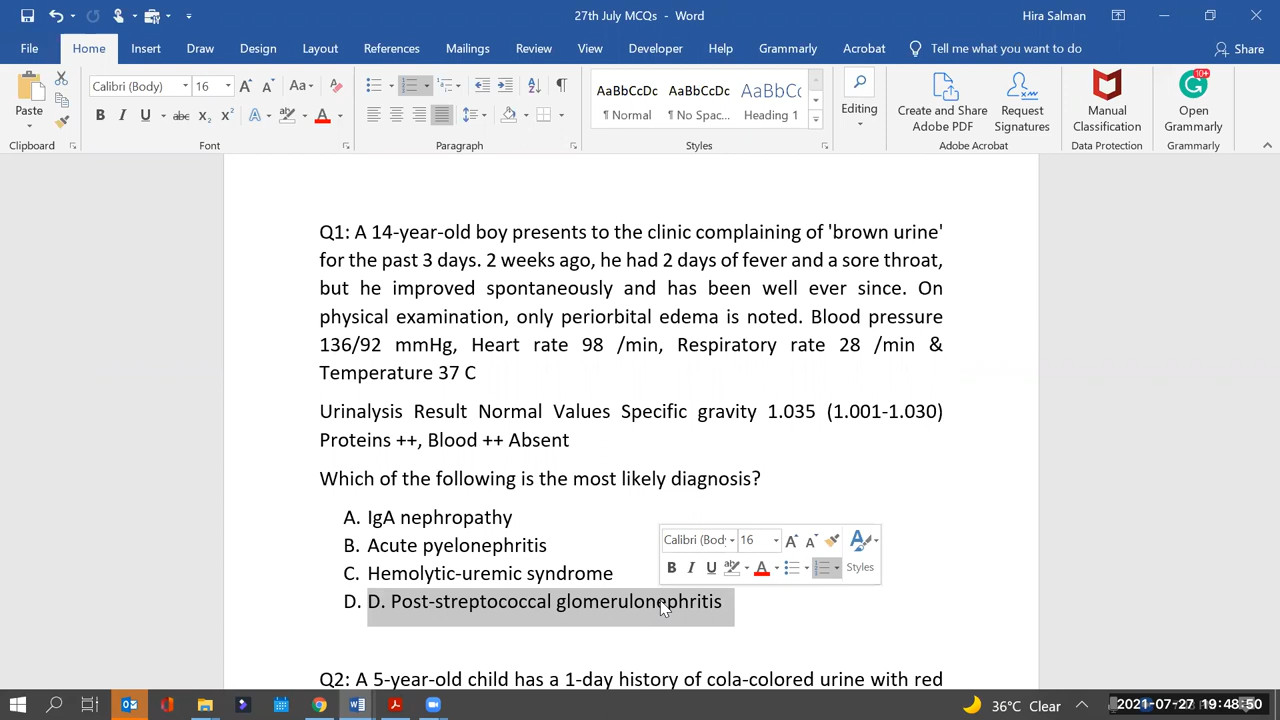 27th July MCQs - Word
Hira Salman
File Home Insert Draw Design Layout References Mailings Review View Developer Help Grammarly Acrobat Tell me what you want to do Share
Paste
Calibri (Body) 16
AaBbCcDc AaBbCcDc AaBbCc
¶ Normal ¶ No Spac... Heading 1
Editing
Create and Share
Adobe PDF
Request
Signatures
Manual
Classification
10+
Open
Grammarly
Clipboard Font Paragraph Styles Adobe Acrobat Data Protection Grammarly
Q1: A 14-year-old boy presents to the clinic complaining of 'brown urine'
for the past 3 days. 2 weeks ago, he had 2 days of fever and a sore throat,
but he improved spontaneously and has been well ever since. On
physical examination, only periorbital edema is noted. Blood pressure
136/92 mmHg, Heart rate 98 /min, Respiratory rate 28 /min &
Temperature 37 C
Urinalysis Result Normal Values Specific gravity 1.035 (1.001-1.030)
Proteins ++, Blood ++ Absent
Which of the following is the most likely diagnosis?
A. IgA nephropathy
B. Acute pyelonephritis
C. Hemolytic-uremic syndrome
D. D. Post-streptococcal glomerulonephritis
Calibri (Body 16
Styles
Q2: A 5-year-old child has a 1-day history of cola-colored urine with red
36°C Clear
2021-07-27 19:48:50